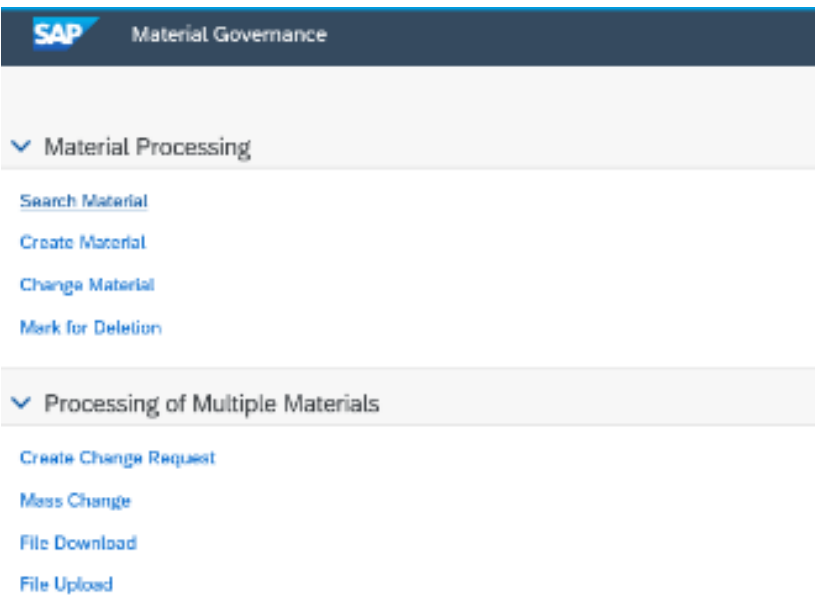 SAP Material Governance
Material Processing
Search Material
Create Material
Change Material
Mark for Deletion
Processing of Multiple Materials
Create Change Request
Mass Change
File Download
File Upload